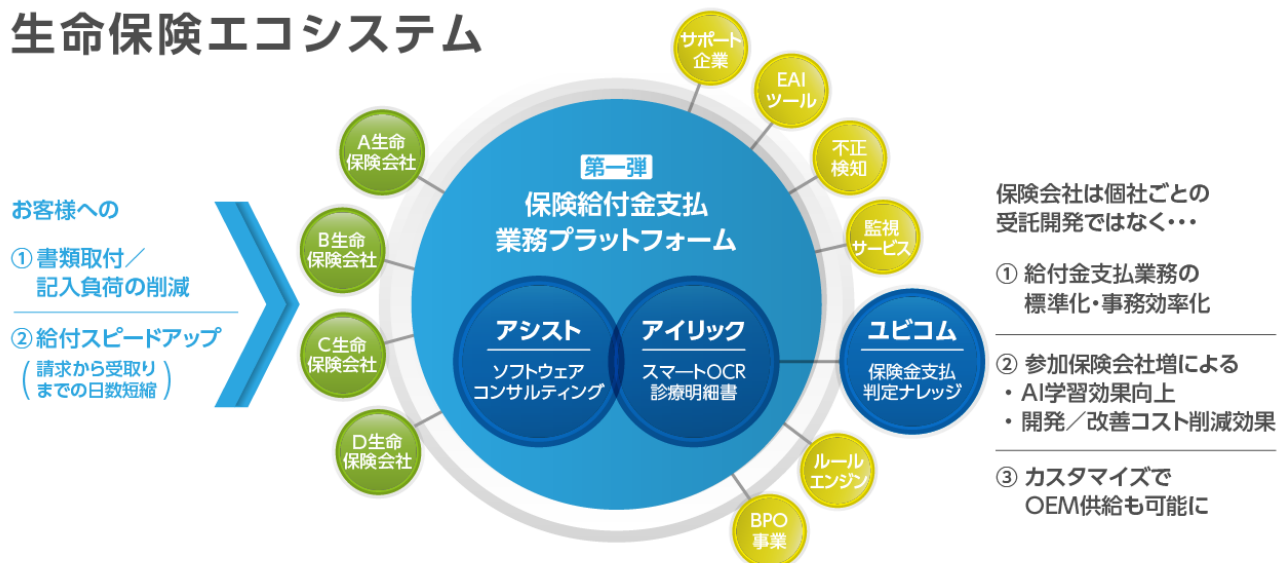 生命保険エコシステム
お客様への
① 書類取付／
記入負荷の削減
② 給付スピードアップ
（請求から受取り
までの日数短縮）
A生命
保険会社
B生命
保険会社
C生命
保険会社
D生命
保険会社
第一弾
保険給付金支払
業務プラットフォーム
アシスト
ソフトウェア
コンサルティング
アイリック
スマートOCR
診療明細書
ユビコム
保険金支払
判定ナレッジ
サポート
企業
EAI
ツール
不正
検知
監視
サービス
ルール
エンジン
BPO
事業
保険会社は個社ごとの
受託開発ではなく・・・
① 給付金支払業務の
標準化・事務効率化
② 参加保険会社増による
・ AI学習効果向上
・ 開発／改善コスト削減効果
③ カスタマイズで
OEM供給も可能に